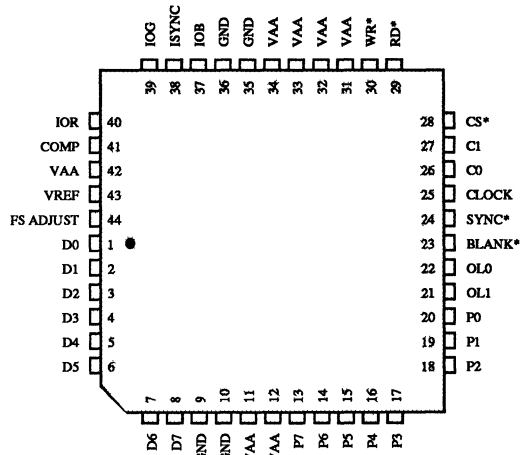 IOG ISYNC IOB GND GND VAA VAA VAA VAA WR* RD*
39 38 37 36 35 34 33 32 31 30 29
IOR 40 28 CS*
COMP 41 27 C1
VAA 42 26 C0
VREF 43 25 CLOCK
FS ADJUST 44 24 SYNC*
D0 1 23 BLANK*
D1 2 22 OL0
D2 3 21 OL1
D3 4 20 P0
D4 5 19 P1
D5 6 18 P2
7 8 9 10 11 12 13 14 15 16 17
D6 D7 GND GND VAA VAA P7 P6 P5 P4 P3